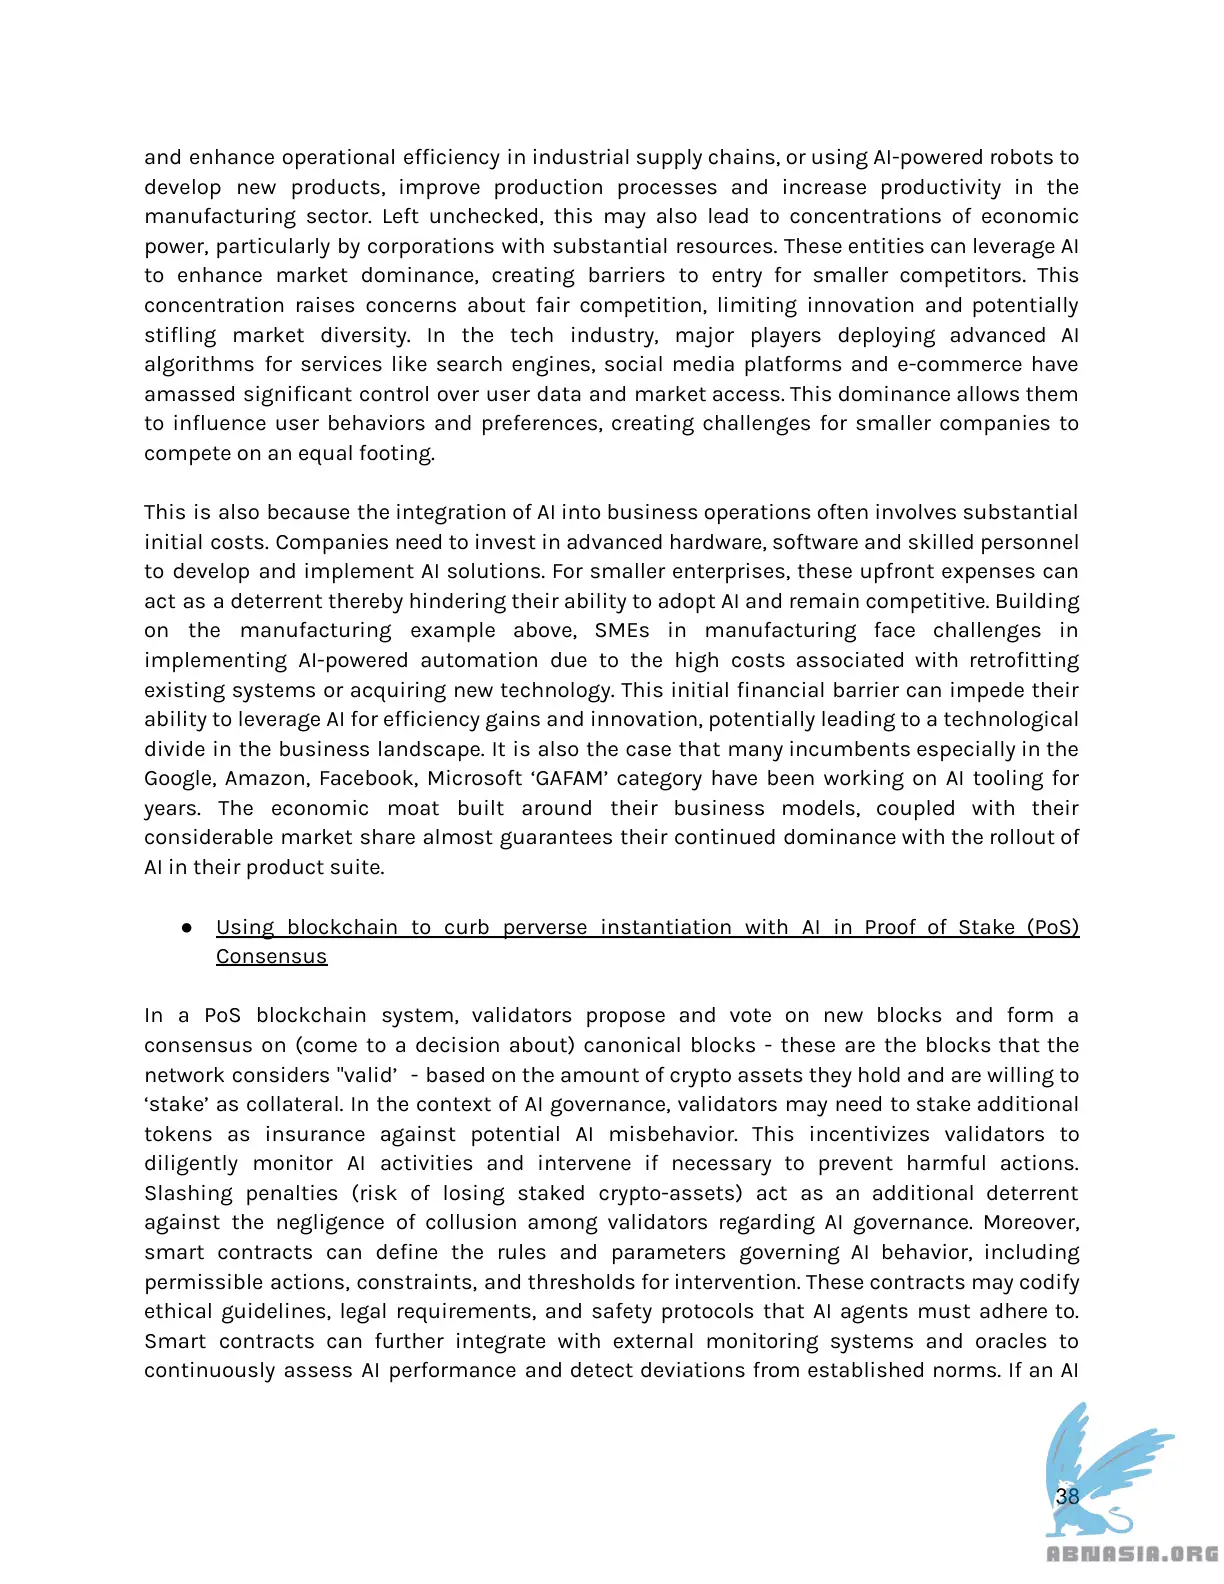 and enhance operational efficiency in industrial supply chains, or using AI-powered robots to
develop new products, improve production processes and increase productivity in the
manufacturing sector. Left unchecked, this may also lead to concentrations of economic
power, particularly by corporations with substantial resources. These entities can leverage AI
to enhance market dominance, creating barriers to entry for smaller competitors. This
concentration raises concerns about fair competition, limiting innovation and potentially
stifling market diversity. In the tech industry, major players deploying advanced AI
algorithms for services like search engines, social media platforms and e-commerce have
amassed significant control over user data and market access. This dominance allows them
to influence user behaviors and preferences, creating challenges for smaller companies to
compete on an equal footing.
This is also because the integration of AI into business operations often involves substantial
initial costs. Companies need to invest in advanced hardware, software and skilled personnel
to develop and implement AI solutions. For smaller enterprises, these upfront expenses can
act as a deterrent thereby hindering their ability to adopt AI and remain competitive. Building
on the manufacturing example above, SMEs in manufacturing face challenges in
implementing AI-powered automation due to the high costs associated with retrofitting
existing systems or acquiring new technology. This initial financial barrier can impede their
ability to leverage AI for efficiency gains and innovation, potentially leading to a technological
divide in the business landscape. It is also the case that many incumbents especially in the
Google, Amazon, Facebook, Microsoft ‘GAFAM’ category have been working on AI tooling for
years. The economic moat built around their business models, coupled with their
considerable market share almost guarantees their continued dominance with the rollout of
AI in their product suite.
● Using blockchain to curb perverse instantiation with AI in Proof of Stake (PoS)
Consensus
In a PoS blockchain system, validators propose and vote on new blocks and form a
consensus on (come to a decision about) canonical blocks - these are the blocks that the
network considers "valid’ - based on the amount of crypto assets they hold and are willing to
‘stake’ as collateral. In the context of AI governance, validators may need to stake additional
tokens as insurance against potential AI misbehavior. This incentivizes validators to
diligently monitor AI activities and intervene if necessary to prevent harmful actions.
Slashing penalties (risk of losing staked crypto-assets) act as an additional deterrent
against the negligence of collusion among validators regarding AI governance. Moreover,
smart contracts can define the rules and parameters governing AI behavior, including
permissible actions, constraints, and thresholds for intervention. These contracts may codify
ethical guidelines, legal requirements, and safety protocols that AI agents must adhere to.
Smart contracts can further integrate with external monitoring systems and oracles to
continuously assess AI performance and detect deviations from established norms. If an AI
38
ABNASIA.ORG